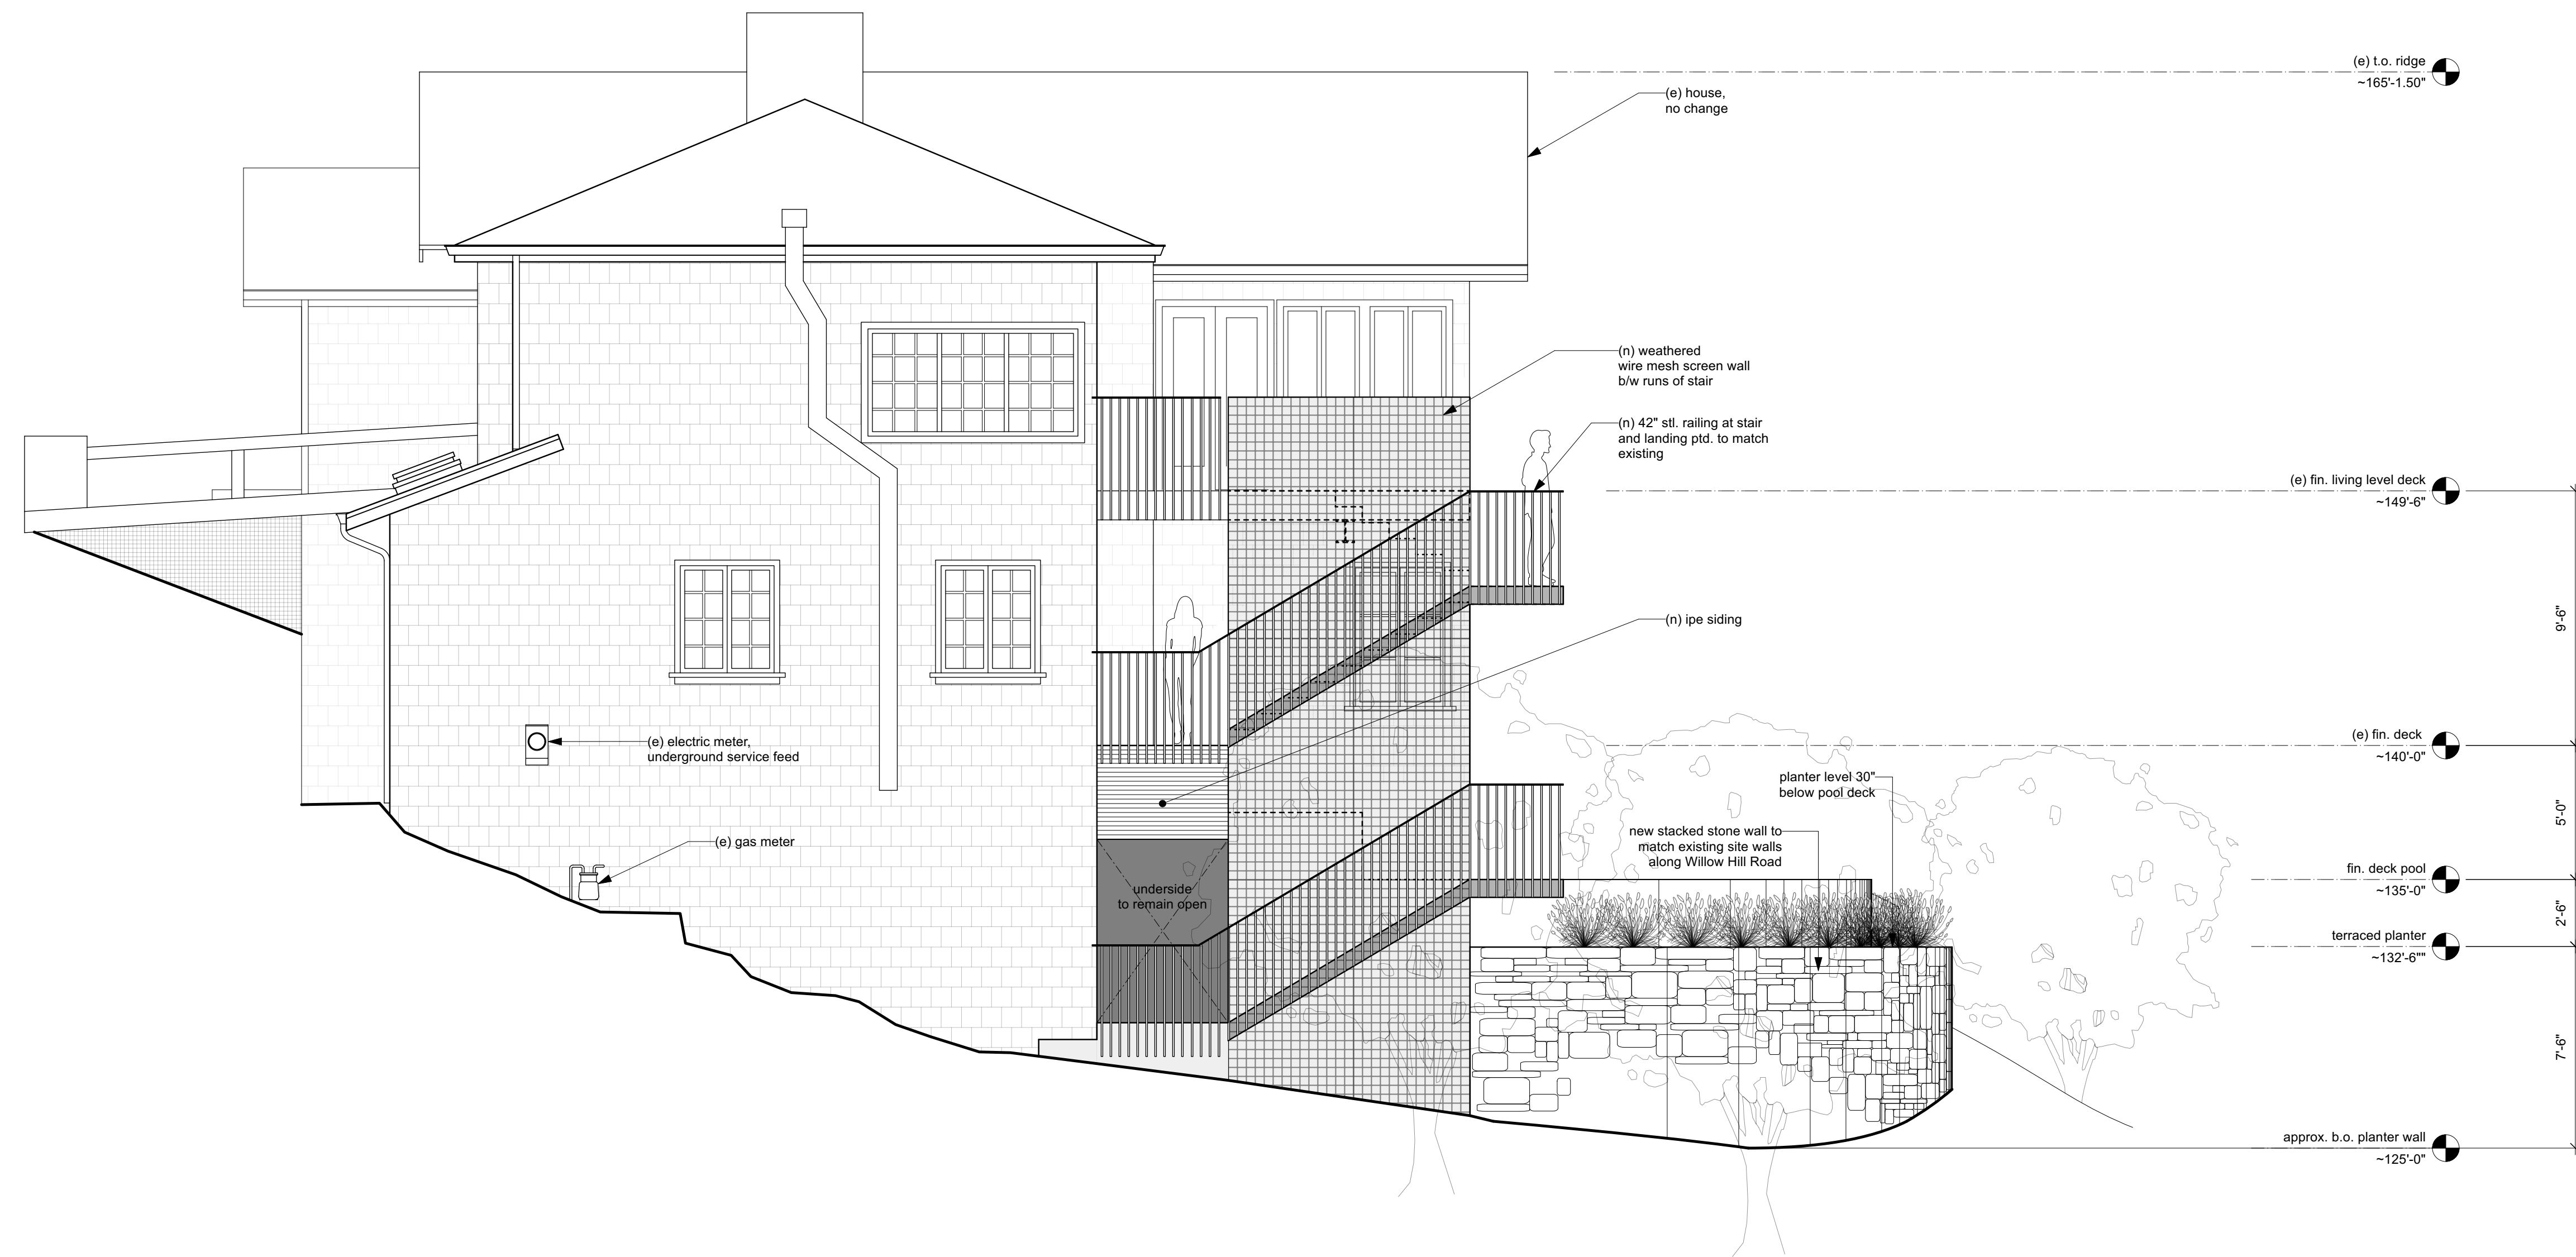 (e) t.o. ridge
~165'-1.50"
(e) house,
no change
(n) weathered
wire mesh screen wall
b/w runs of stair
(n) 42" stl. railing at stair
and landing ptd. to match
existing
(e) fin. living level deck
~149'-6"
9'-6"
(n) ipe siding
(e) electric meter,
underground service feed
(e) fin. deck
~140'-0"
planter level 30"
below pool deck
5'-0"
new stacked stone wall to
match existing site walls
along Willow Hill Road
(e) gas meter
fin. deck pool
~135'-0"
underside
to remain open
2'-6"
terraced planter
~132'-6""
7'-6"
approx. b.o. planter wall
~125'-0"